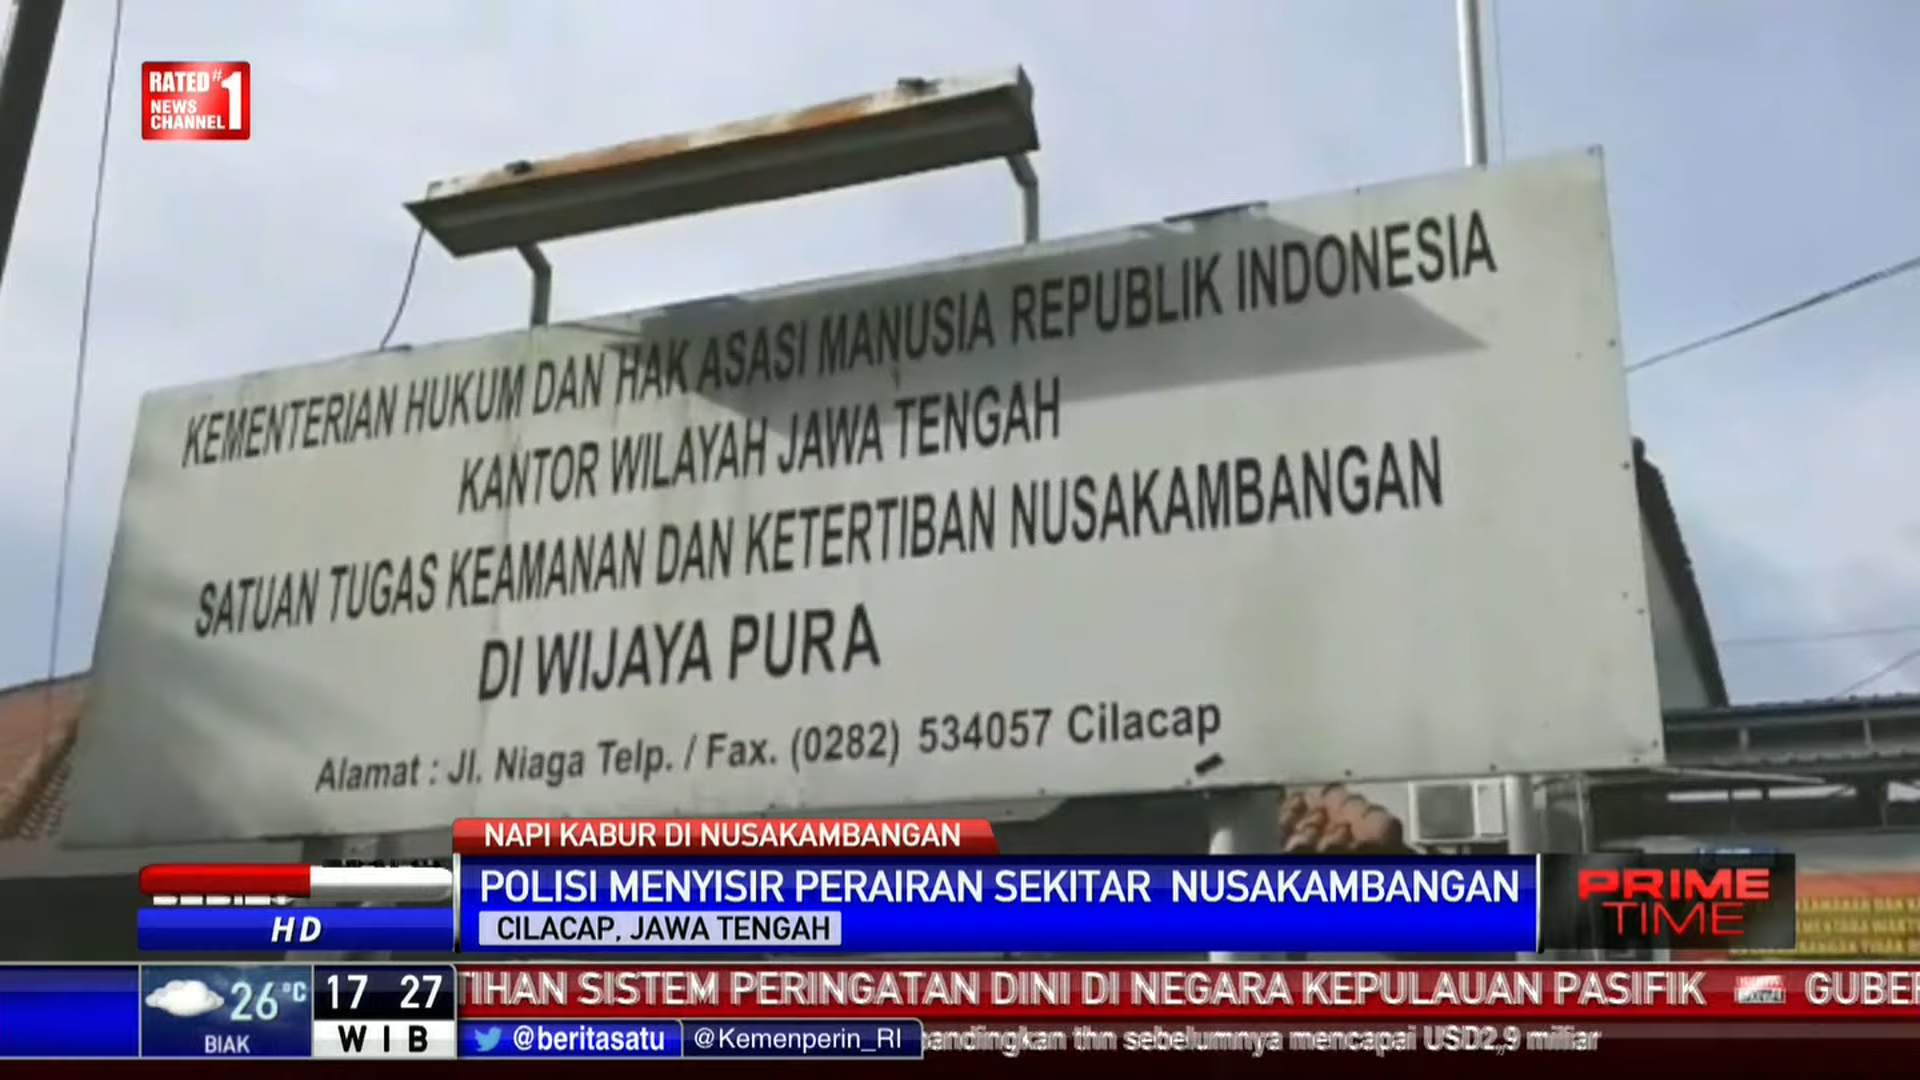 RATED #1
NEWS
CHANNEL
KEMENTERIAN HUKUM DAN HAK ASASI MANUSIA REPUBLIK INDONESIA
KANTOR WILAYAH JAWA TENGAH
SATUAN TUGAS KEAMANAN DAN KETERTIBAN NUSAKAMBANGAN
DI WIJAYA PURA
Alamat : Jl. Niaga Telp. / Fax. (0282) 534057 Cilacap
NAPI KABUR DI NUSAKAMBANGAN
POLISI MENYISIR PERAIRAN SEKITAR NUSAKAMBANGAN
CILACAP, JAWA TENGAH
HD
PRIME
TIME
26°C
BIAK
17 27
WIB
TIHAN SISTEM PERINGATAN DINI DI NEGARA KEPULAUAN PASIFIK GUBER
@beritasatu @Kemenperin_RI
bandingkan thn sebelumnya mencapai USD2,9 miliar